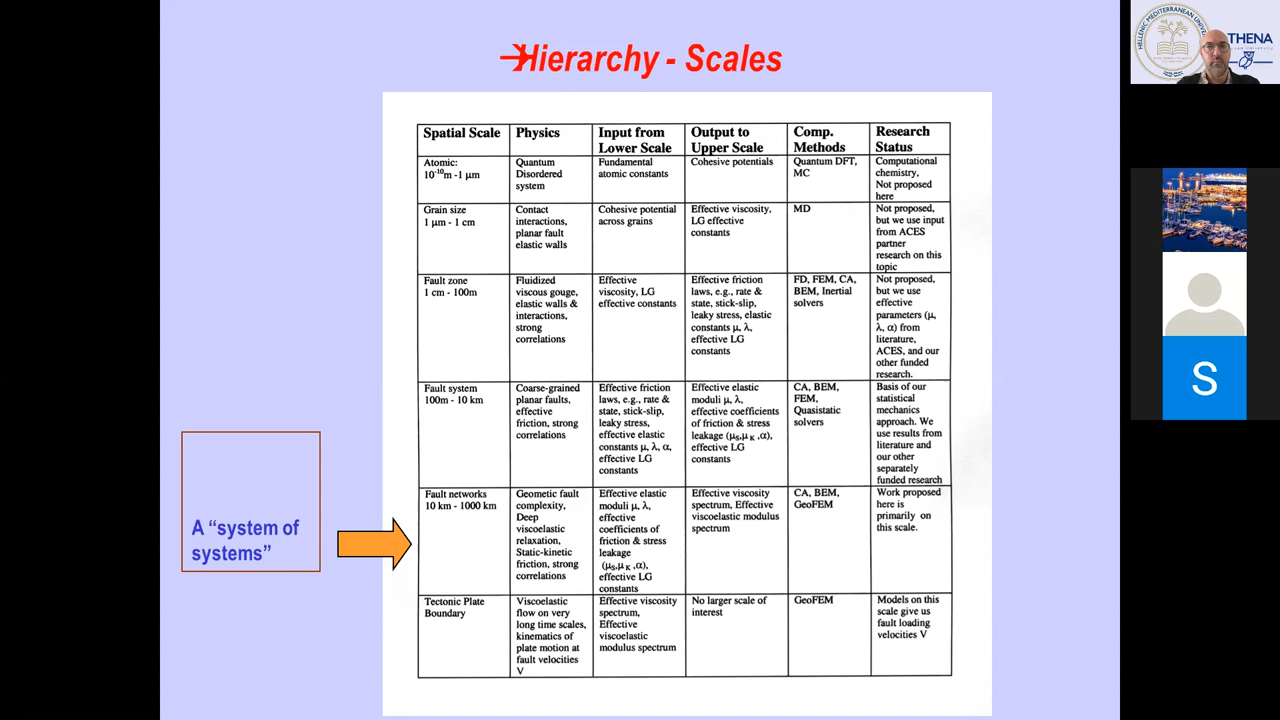 Hierarchy - Scales
Spatial Scale
Physics
Input from
Lower Scale
Output to
Upper Scale
Comp.
Methods
Research
Status
Atomic:
10⁻¹⁰m -1 μm
Quantum
Disordered
system
Fundamental
atomic constants
Cohesive potentials
Quantum DFT,
MC
Computational
chemistry,
Not proposed
here
Grain size
1 μm - 1 cm
Contact
interactions,
planar fault
elastic walls
Cohesive potential
across grains
Effective viscosity,
LG effective
constants
MD
Not proposed,
but we use input
from ACES
partner
research on this
topic
Fault zone
1 cm - 100m
Fluidized
viscous gouge,
elastic walls &
interactions,
strong
correlations
Effective
viscosity, LG
effective constants
Effective friction
laws, e.g., rate &
state, stick-slip,
leaky stress, elastic
constants μ, λ,
effective LG
constants
FD, FEM, CA,
BEM, Inertial
solvers
Not proposed,
but we use
effective
parameters (μ,
λ, α) from
literature,
ACES, and our
other funded
research.
Fault system
100m - 10 km
Coarse-grained
planar faults,
effective
friction, strong
correlations
Effective friction
laws, e.g., rate &
state, stick-slip,
leaky stress,
effective elastic
constants μ, λ, α,
effective LG
constants
Effective elastic
moduli μ, λ,
effective coefficients
of friction & stress
leakage (μS,μK,α),
effective LG
constants
CA, BEM,
FEM,
Quasistatic
solvers
Basis of our
statistical
mechanics
approach. We
use results from
literature and
our other
separately
funded research
Fault networks
10 km - 1000 km
Geometic fault
complexity,
Deep
viscoelastic
relaxation,
Static-kinetic
friction, strong
correlations
Effective elastic
moduli μ, λ,
effective
coefficients of
friction & stress
leakage
(μS,μK,α),
effective LG
constants
Effective viscosity
spectrum, Effective
viscoelastic modulus
spectrum
CA, BEM,
GeoFEM
Work proposed
here is
primarily on
this scale.
Tectonic Plate
Boundary
Viscoelastic
flow on very
long time scales,
kinematics of
plate motion at
fault velocities
V
Effective viscosity
spectrum,
Effective
viscoelastic
modulus spectrum
No larger scale of
interest
GeoFEM
Models on this
scale give us
fault loading
velocities V
A “system of
systems”
HELLENIC MEDITERRANEAN UNIV
THENA
S